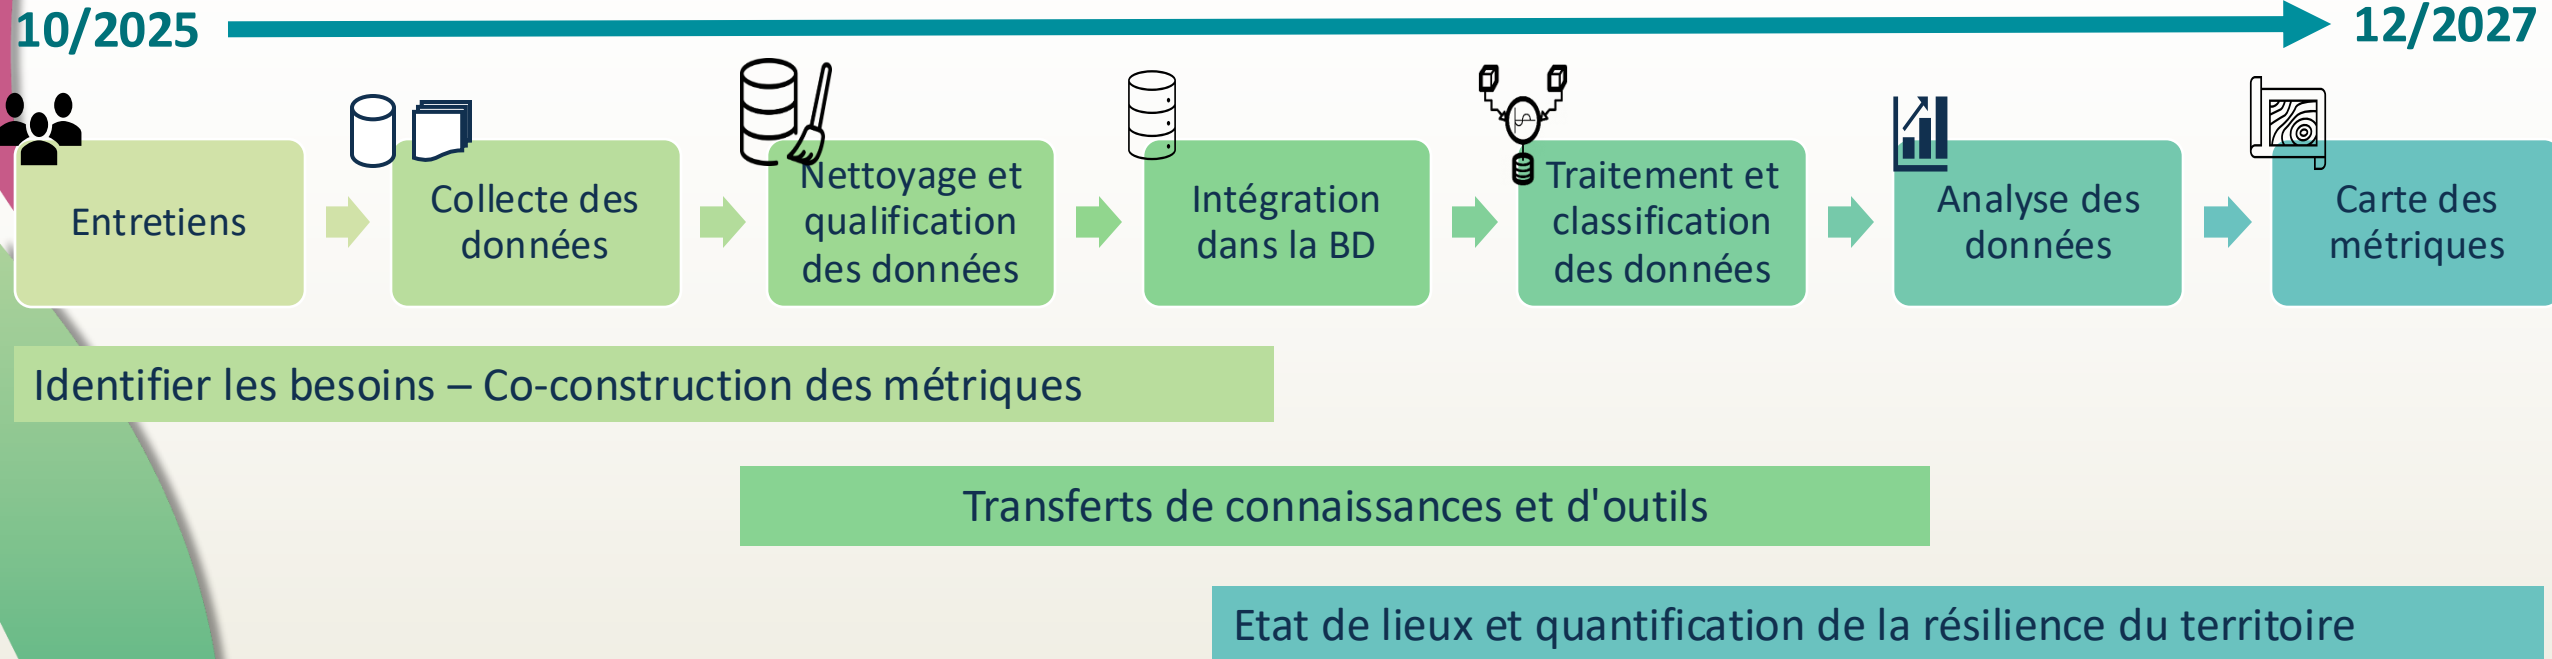 10/2025
12/2027
Entretiens
Collecte des
données
Nettoyage et
qualification
des données
Intégration
dans la BD
Traitement et
classification
des données
Analyse des
données
Carte des
métriques
Identifier les besoins – Co-construction des métriques
Transferts de connaissances et d'outils
Etat de lieux et quantification de la résilience du territoire